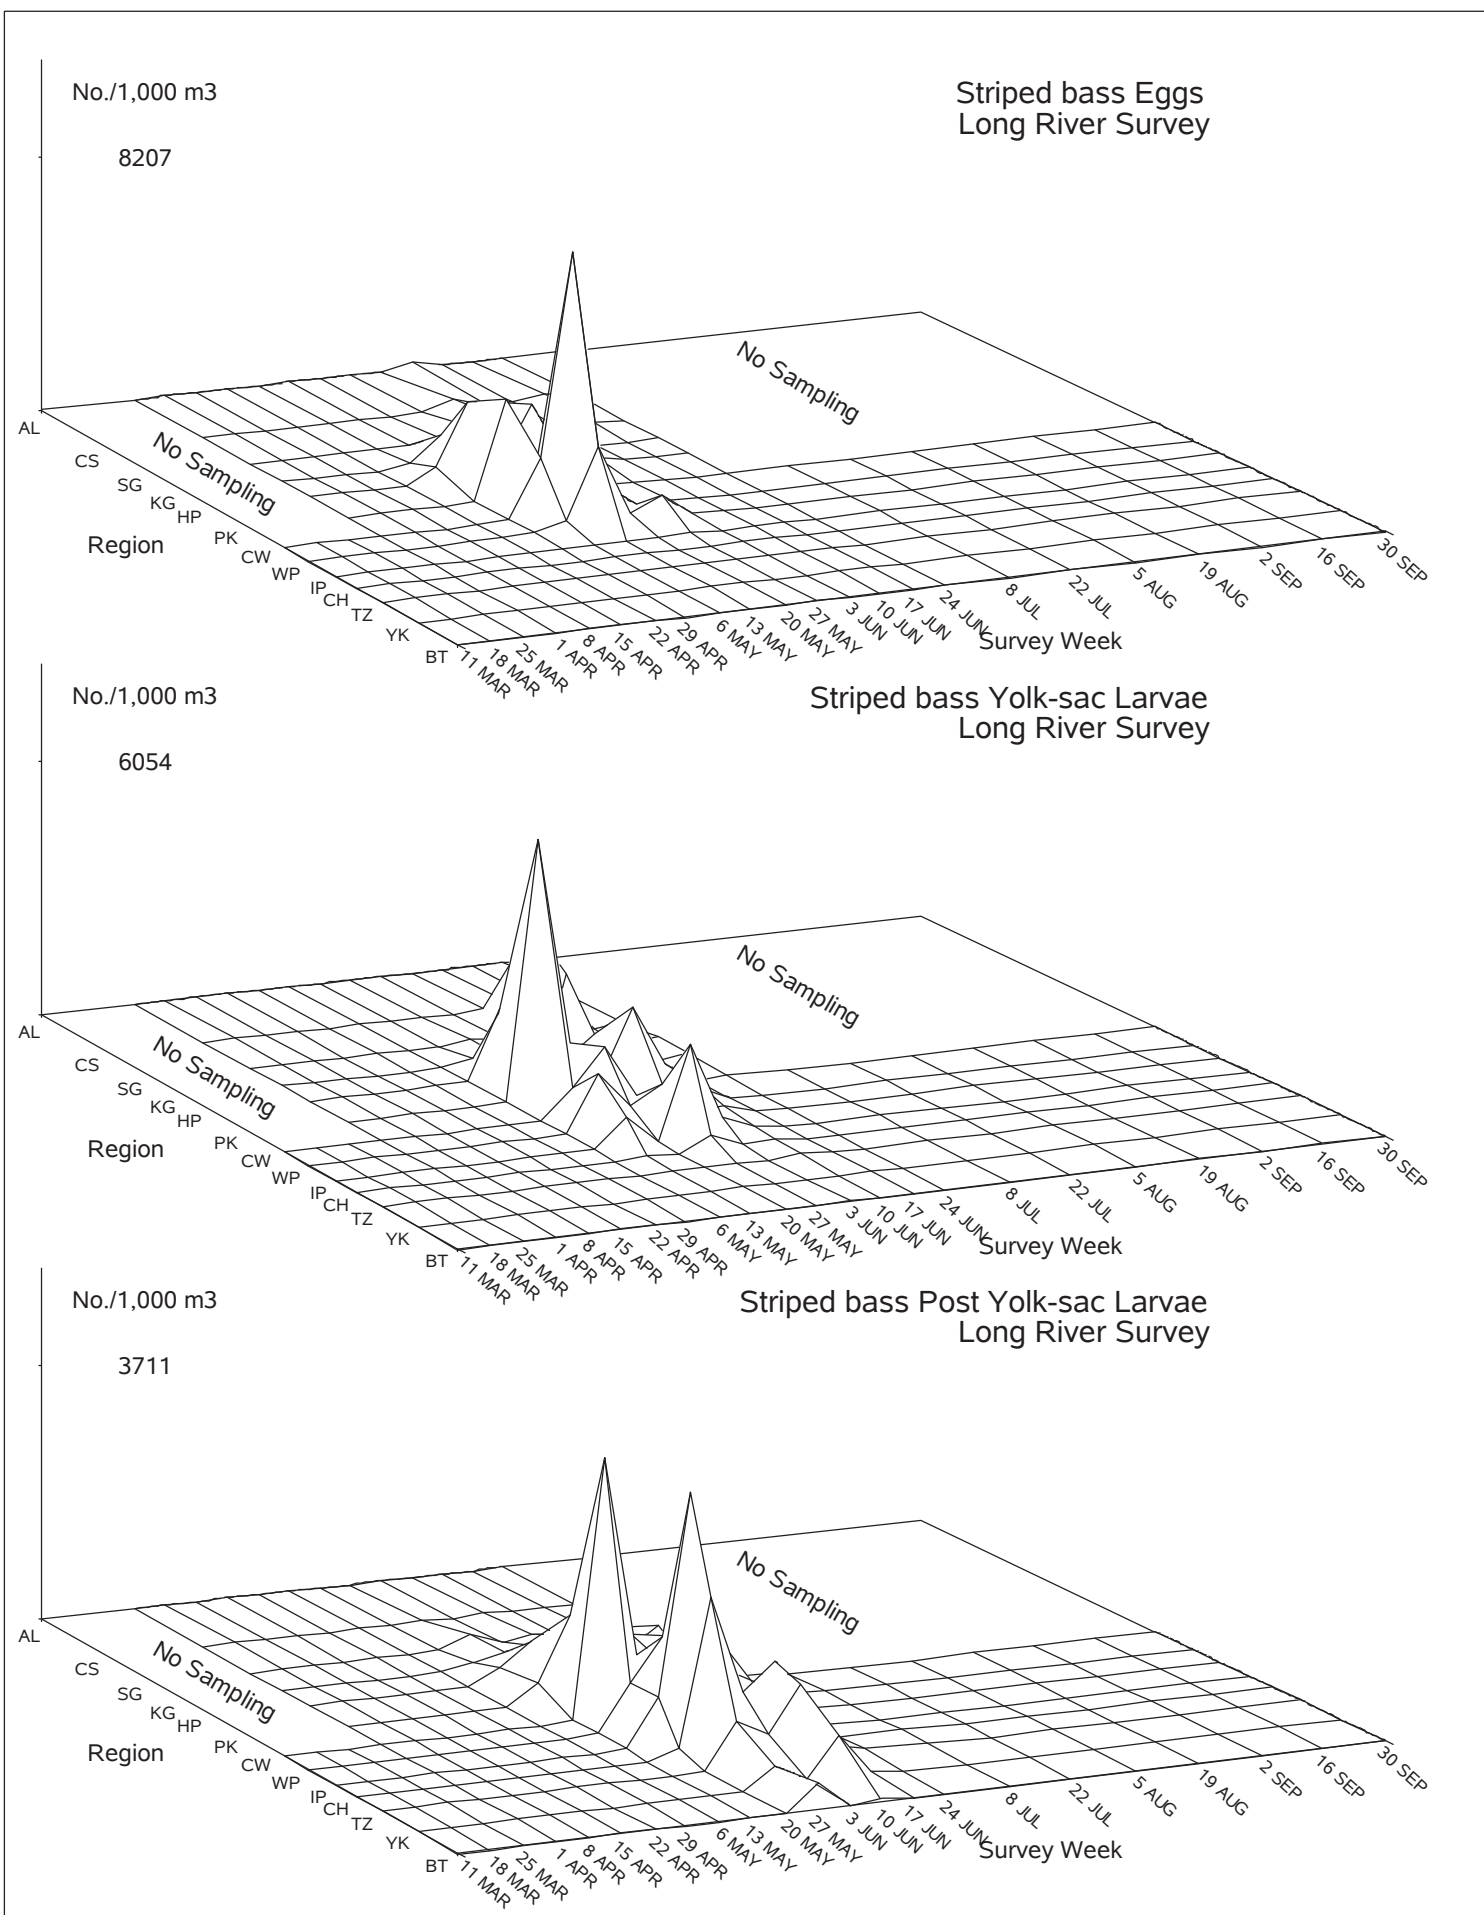 No./1,000 m3
Striped bass Eggs
Long River Survey
8207
No Sampling
AL
CS
SG
KG
HP
PK
CW
WP
IP
CH
TZ
YK
BT
No Sampling
Region
11 MAR
18 MAR
25 MAR
1 APR
8 APR
15 APR
22 APR
29 APR
6 MAY
13 MAY
20 MAY
27 MAY
3 JUN
10 JUN
17 JUN
24 JUN
8 JUL
22 JUL
5 AUG
19 AUG
2 SEP
16 SEP
30 SEP
Survey Week
No./1,000 m3
Striped bass Yolk-sac Larvae
Long River Survey
6054
No Sampling
AL
CS
SG
KG
HP
PK
CW
WP
IP
CH
TZ
YK
BT
No Sampling
Region
11 MAR
18 MAR
25 MAR
1 APR
8 APR
15 APR
22 APR
29 APR
6 MAY
13 MAY
20 MAY
27 MAY
3 JUN
10 JUN
17 JUN
24 JUN
8 JUL
22 JUL
5 AUG
19 AUG
2 SEP
16 SEP
30 SEP
Survey Week
No./1,000 m3
Striped bass Post Yolk-sac Larvae
Long River Survey
3711
No Sampling
AL
CS
SG
KG
HP
PK
CW
WP
IP
CH
TZ
YK
BT
No Sampling
Region
11 MAR
18 MAR
25 MAR
1 APR
8 APR
15 APR
22 APR
29 APR
6 MAY
13 MAY
20 MAY
27 MAY
3 JUN
10 JUN
17 JUN
24 JUN
8 JUL
22 JUL
5 AUG
19 AUG
2 SEP
16 SEP
30 SEP
Survey Week